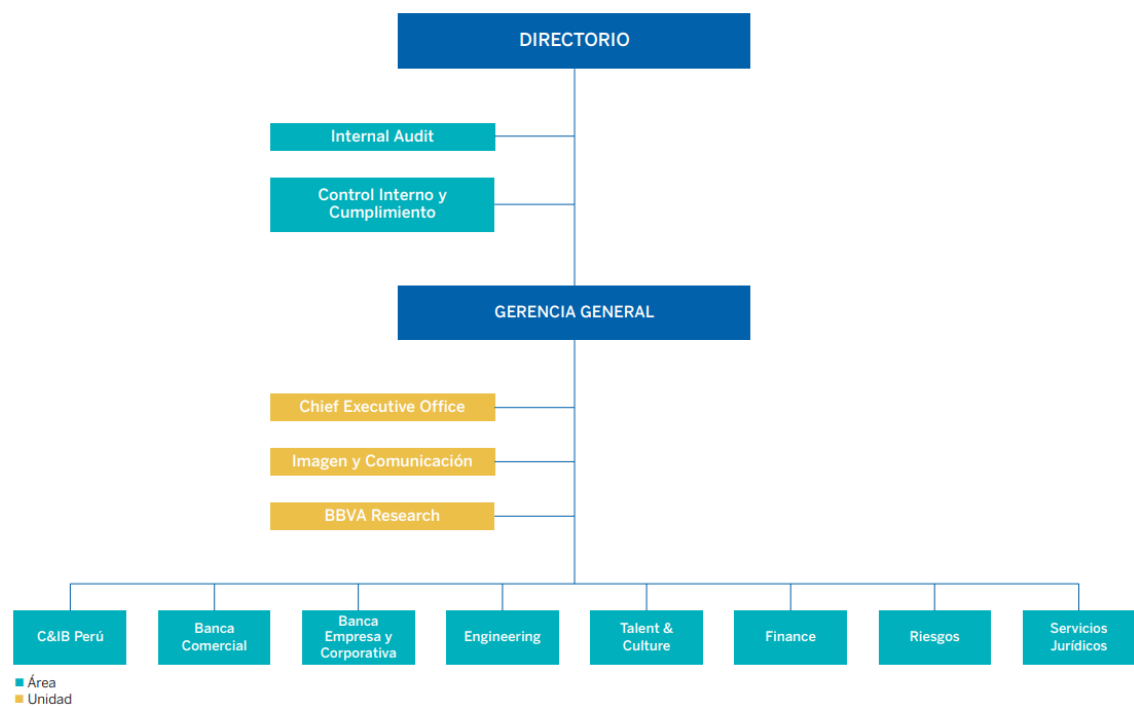 DIRECTORIO
Internal Audit
Control Interno y
Cumplimiento
GERENCIA GENERAL
Chief Executive Office
Imagen y Comunicación
BBVA Research
C&IB Perú
Banca
Comercial
Banca
Empresa y
Corporativa
Engineering
Talent &
Culture
Finance
Riesgos
Servicios
Jurídicos
Área
Unidad